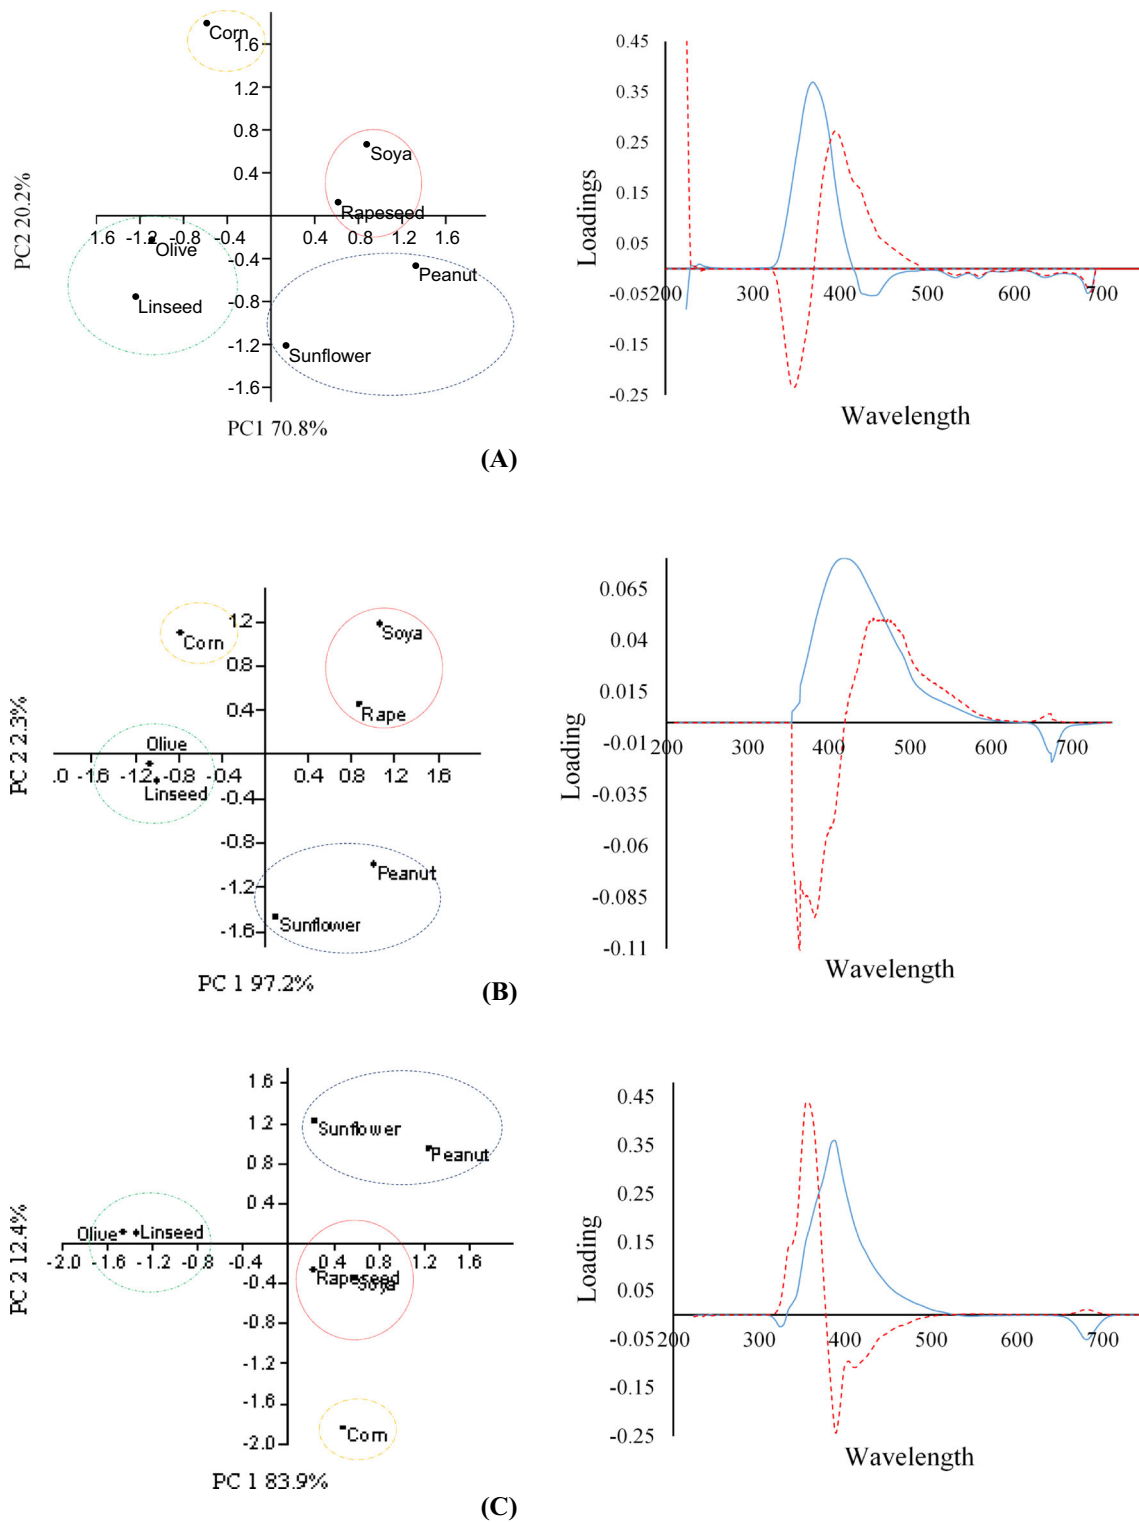 Corn
1.6
1.2
0.8
Soya
0.4
Rapeseed
1.6 -1.2 -0.8 -0.4 0.4 0.8 1.2 1.6
Olive
-0.4
Peanut
Linseed
-0.8
-1.2
Sunflower
-1.6
PC2 20.2%
PC1 70.8%
0.45
0.35
0.25
0.15
0.05
-0.05
-0.15
-0.25
200 300 400 500 600 700
Loadings
Wavelength
(A)
1.2
Corn
Soya
0.8
0.4
Rape
Olive
.0 -1.6 -1.2 -0.8 -0.4 0.4 0.8 1.2 1.6
Linseed
-0.4
-0.8
Peanut
-1.2
Sunflower
-1.6
PC 2 2.3%
PC 1 97.2%
0.065
0.04
0.015
-0.01
-0.035
-0.06
-0.085
-0.11
200 300 400 500 600 700
Loading
Wavelength
(B)
1.6
1.2
Sunflower
Peanut
0.8
0.4
Olive Linseed
-2.0 -1.6 -1.2 -0.8 -0.4 0.4 0.8 1.2 1.6
Rapeseed
Soya
-0.4
-0.8
-1.2
-1.6
Corn
-2.0
PC 2 12.4%
PC 1 83.9%
0.45
0.35
0.25
0.15
0.05
-0.05
-0.15
-0.25
200 300 400 500 600 700
Loading
Wavelength
(C)